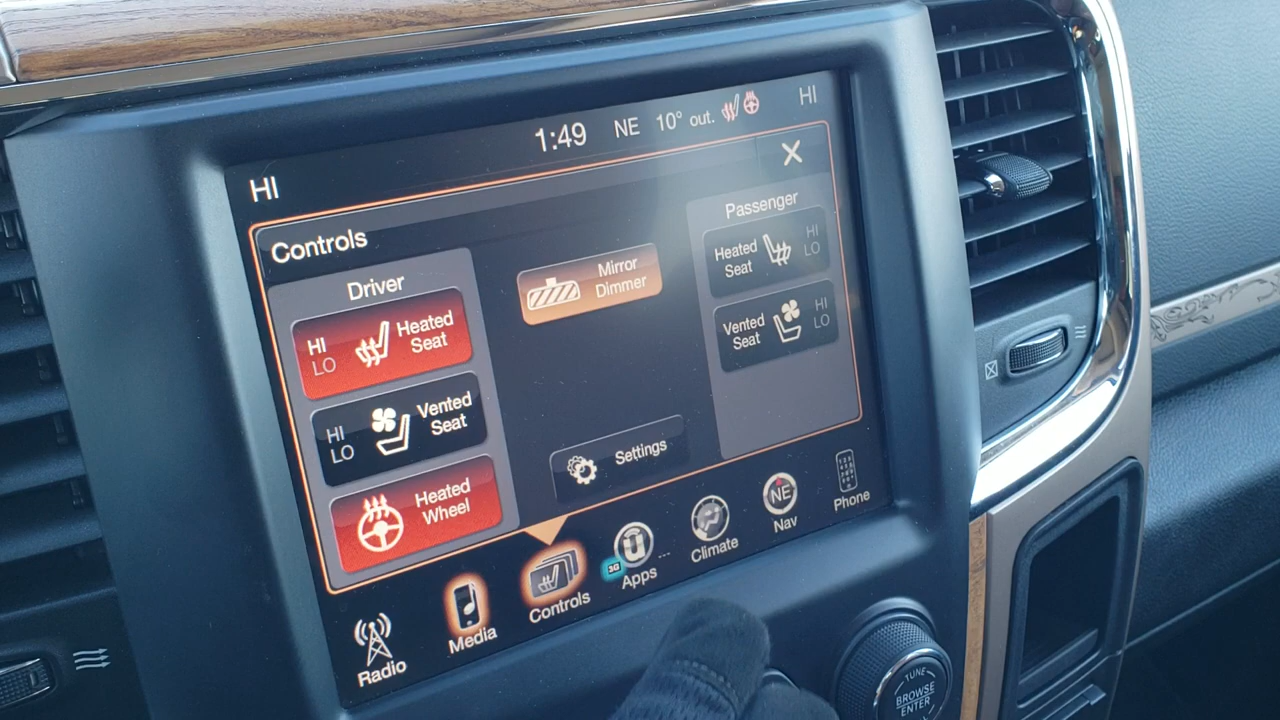 1:49 NE 10° out. HI
HI
Controls
Driver
HI
LO
Heated
Seat
HI
LO
Vented
Seat
Heated
Wheel
Mirror
Dimmer
Settings
Passenger
Heated
Seat
HI
LO
Vented
Seat
HI
LO
Radio
Media
Controls
3G
Apps
Climate
NE
Nav
Phone
TUNE
BROWSE
ENTER